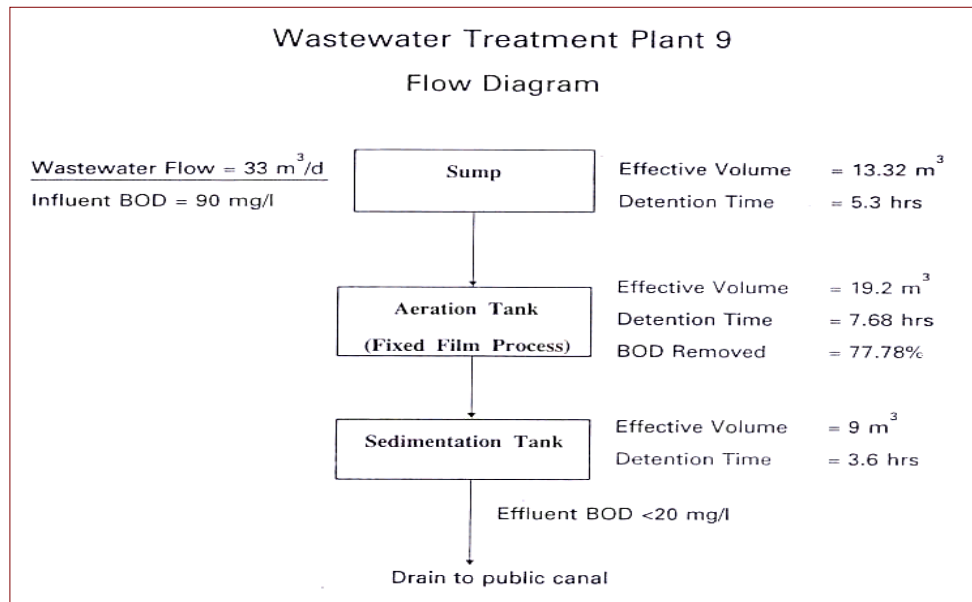 Wastewater Treatment Plant 9
Flow Diagram
Wastewater Flow = 33 m³/d
Influent BOD = 90 mg/l
Sump
Effective Volume = 13.32 m³
Detention Time = 5.3 hrs
Aeration Tank
(Fixed Film Process)
Effective Volume = 19.2 m³
Detention Time = 7.68 hrs
BOD Removed = 77.78%
Sedimentation Tank
Effective Volume = 9 m³
Detention Time = 3.6 hrs
Effluent BOD <20 mg/l
Drain to public canal